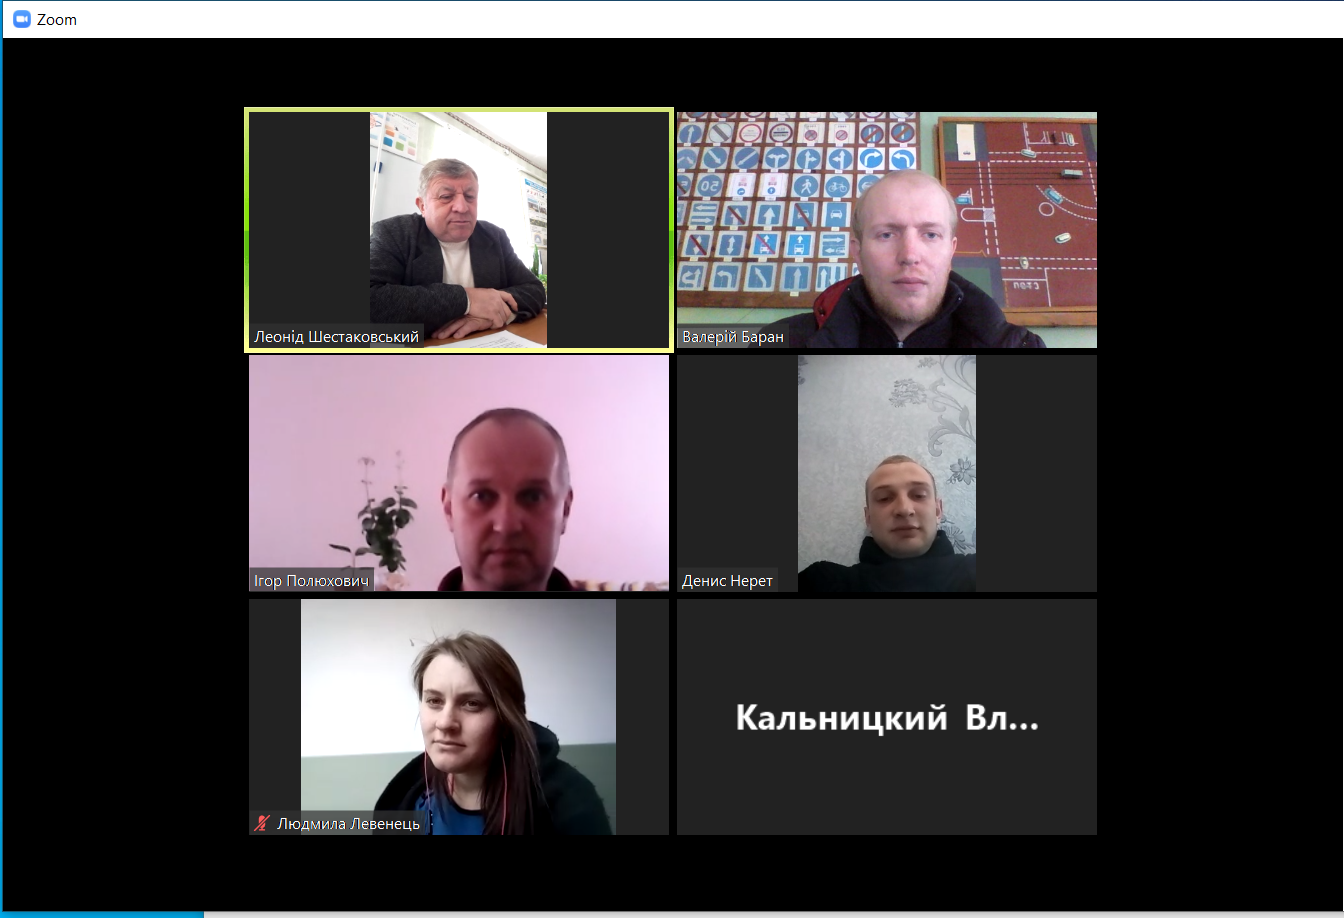 Zoom
Леонід Шестаковський
Валерій Баран
Ігор Полюхович
Денис Нерет
Людмила Левенець
Кальницкий Вл...